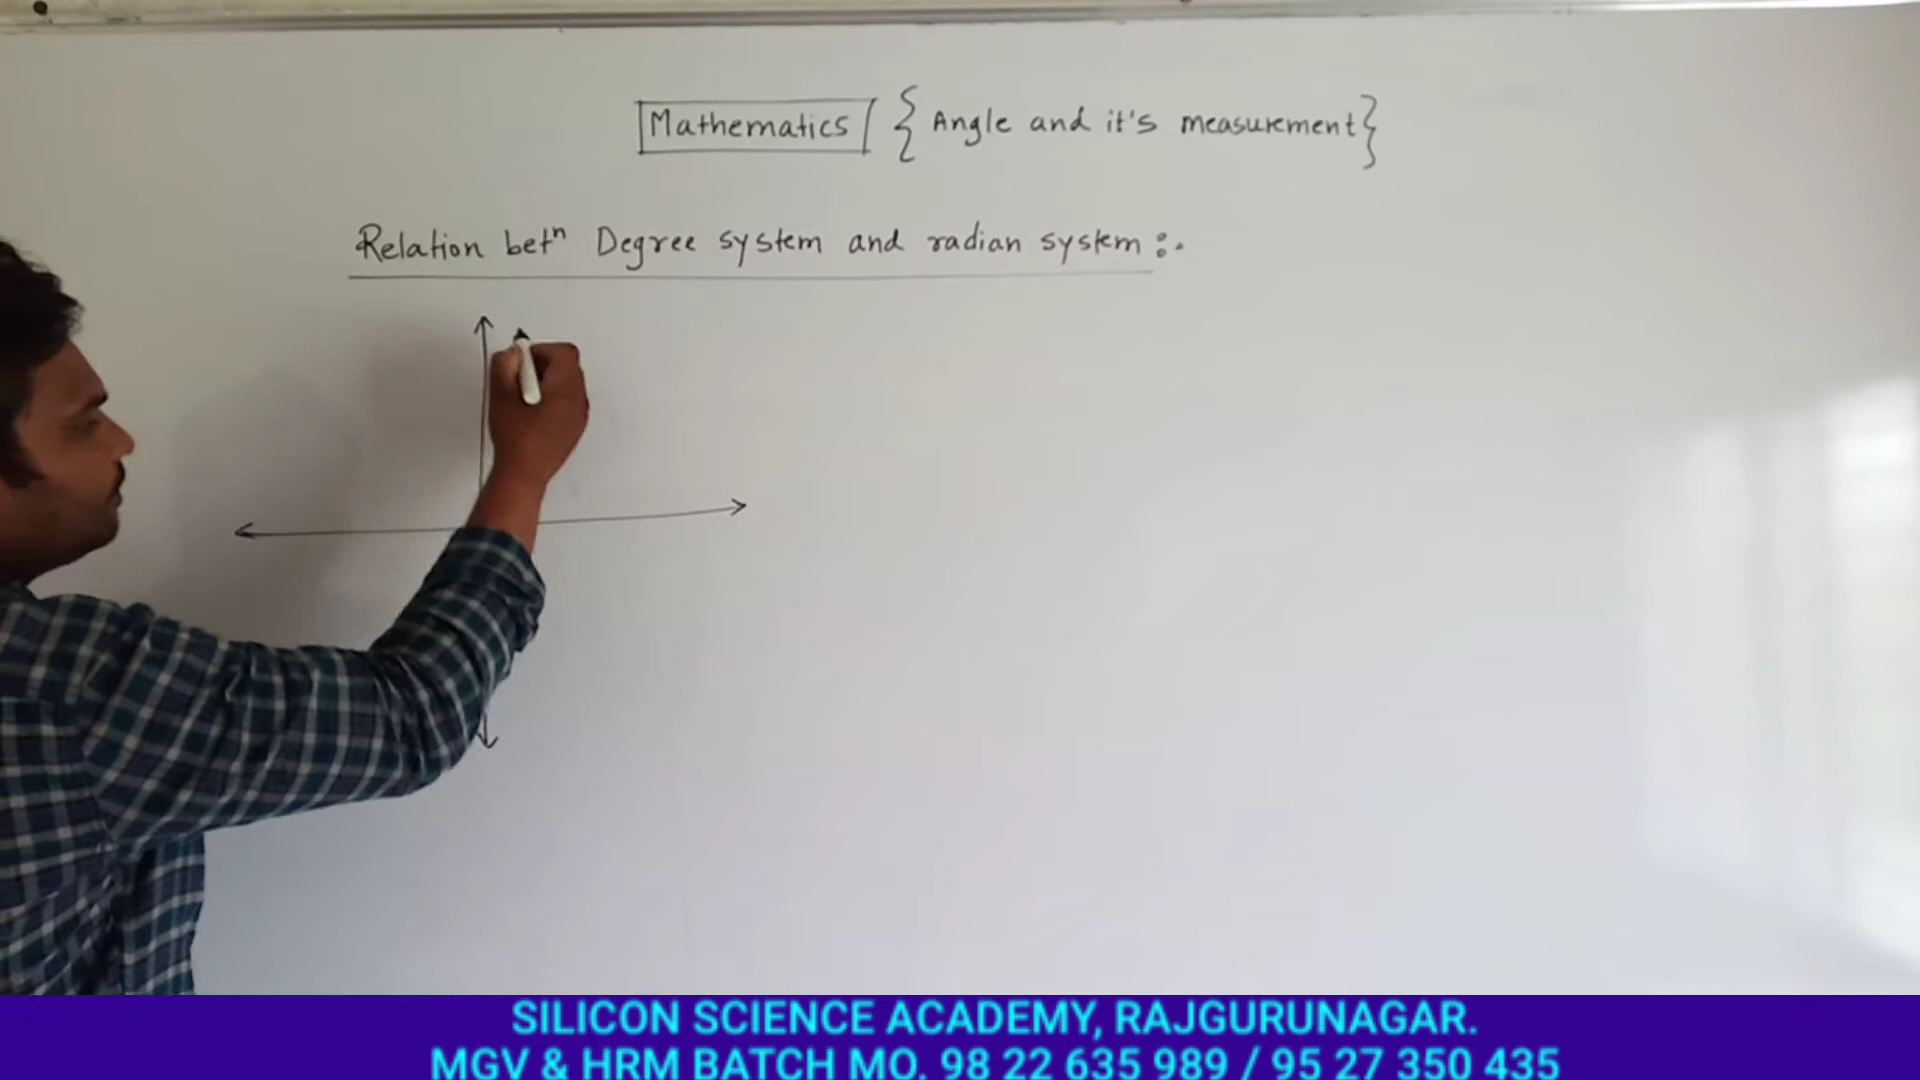 Mathematics { Angle and it's measurement }
Relation betⁿ Degree system and radian system :-
SILICON SCIENCE ACADEMY, RAJGURUNAGAR.
MGV & HRM BATCH MO. 98 22 635 989 / 95 27 350 435